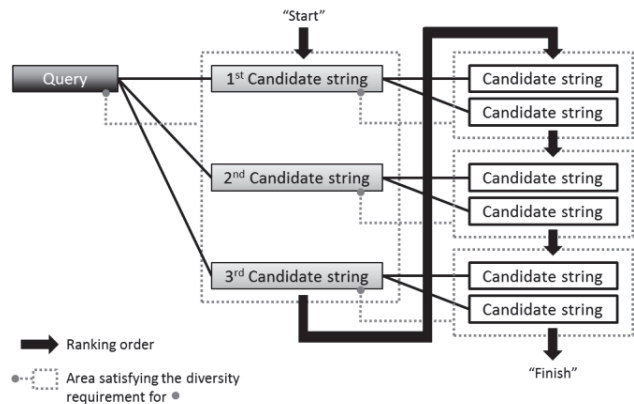 “Start”
Query
1st Candidate string
2nd Candidate string
3rd Candidate string
Candidate string
Candidate string
Candidate string
Candidate string
Candidate string
Candidate string
“Finish”
Ranking order
Area satisfying the diversity
requirement for